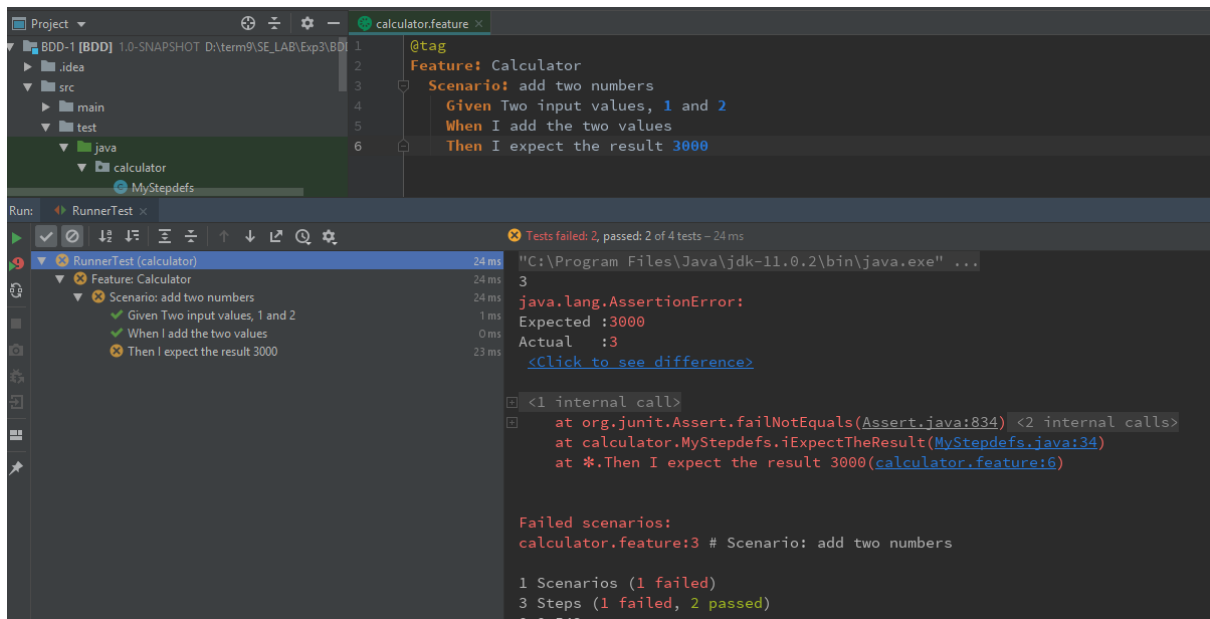 Project
calculator.feature
BDD-1 [BDD] 1.0-SNAPSHOT D:\term9\SE_LAB\Exp3\BDD
.idea
src
main
test
java
calculator
MyStepdefs
1 @tag
2 Feature: Calculator
3 Scenario: add two numbers
4 Given Two input values, 1 and 2
5 When I add the two values
6 Then I expect the result 3000
Run: RunnerTest
Tests failed: 2, passed: 2 of 4 tests – 24 ms
RunnerTest (calculator) 24 ms
Feature: Calculator 24 ms
Scenario: add two numbers 24 ms
Given Two input values, 1 and 2 1 ms
When I add the two values 0 ms
Then I expect the result 3000 23 ms
"C:\Program Files\Java\jdk-11.0.2\bin\java.exe" ...
3
java.lang.AssertionError:
Expected :3000
Actual :3
<Click to see difference>
<1 internal call>
at org.junit.Assert.failNotEquals(Assert.java:834) <2 internal calls>
at calculator.MyStepdefs.iExpectTheResult(MyStepdefs.java:34)
at *.Then I expect the result 3000(calculator.feature:6)
Failed scenarios:
calculator.feature:3 # Scenario: add two numbers
1 Scenarios (1 failed)
3 Steps (1 failed, 2 passed)